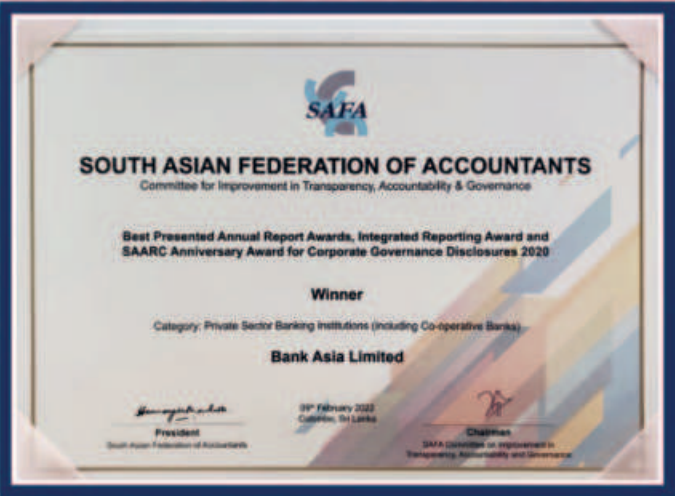 SAFA
SOUTH ASIAN FEDERATION OF ACCOUNTANTS
Committee for Improvement in Transparency, Accountability & Governance
Best Presented Annual Report Awards, Integrated Reporting Award and
SAARC Anniversary Award for Corporate Governance Disclosures 2020
Winner
Category: Private Sector Banking Institutions (Including Co-operative Banks)
Bank Asia Limited
February 2022
Colombo, Sri Lanka
President
South Asian Federation of Accountants
Chairman
SAFA Committee on Improvement in
Transparency, Accountability and Governance